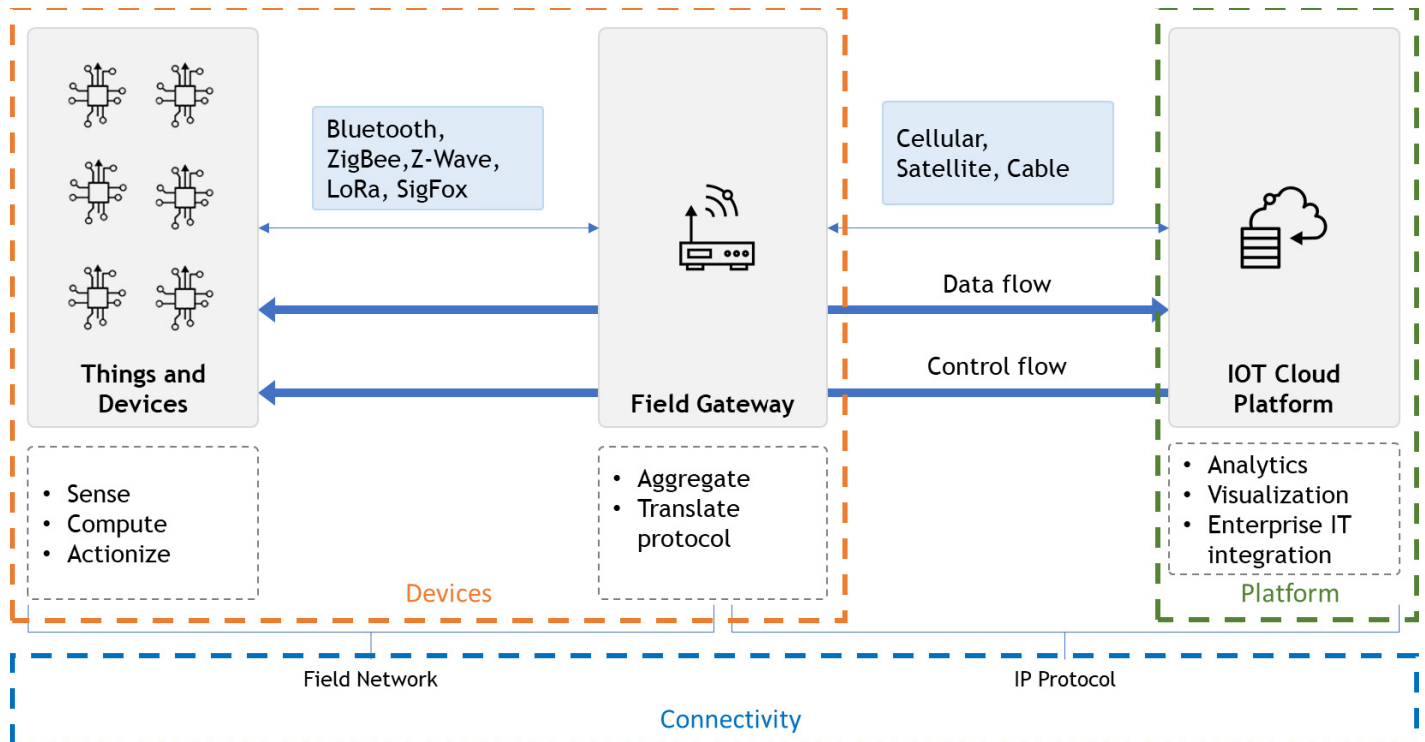 Bluetooth,
ZigBee,Z-Wave,
LoRa, SigFox
Cellular,
Satellite, Cable
Data flow
Control flow
Things and
Devices
Field Gateway
IOT Cloud
Platform
• Sense
• Compute
• Actionize
• Aggregate
• Translate
protocol
• Analytics
• Visualization
• Enterprise IT
integration
Devices
Platform
Field Network
IP Protocol
Connectivity